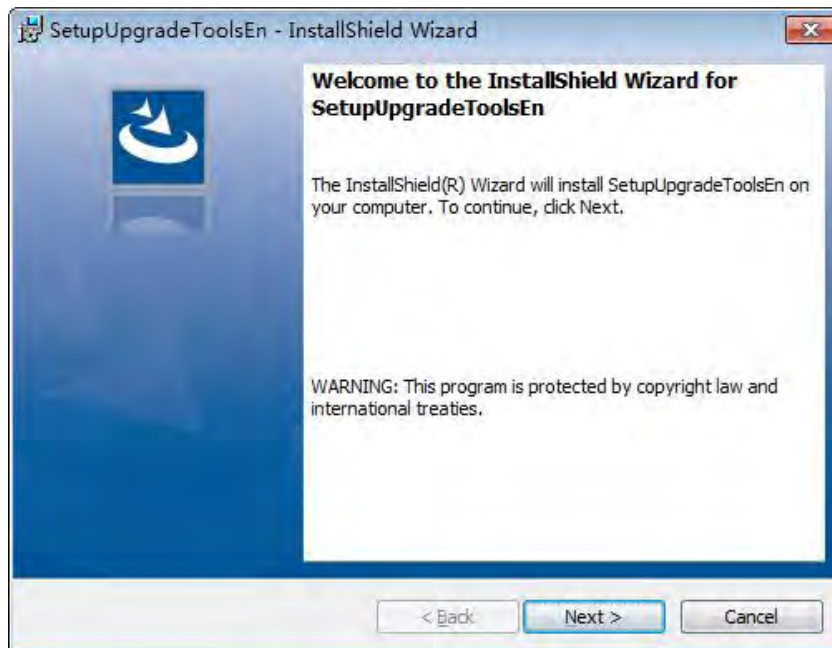 SetupUpgradeToolsEn - InstallShield Wizard
Welcome to the InstallShield Wizard for
SetupUpgradeToolsEn
The InstallShield(R) Wizard will install SetupUpgradeToolsEn on
your computer. To continue, click Next.
WARNING: This program is protected by copyright law and
international treaties.
< Back
Next >
Cancel